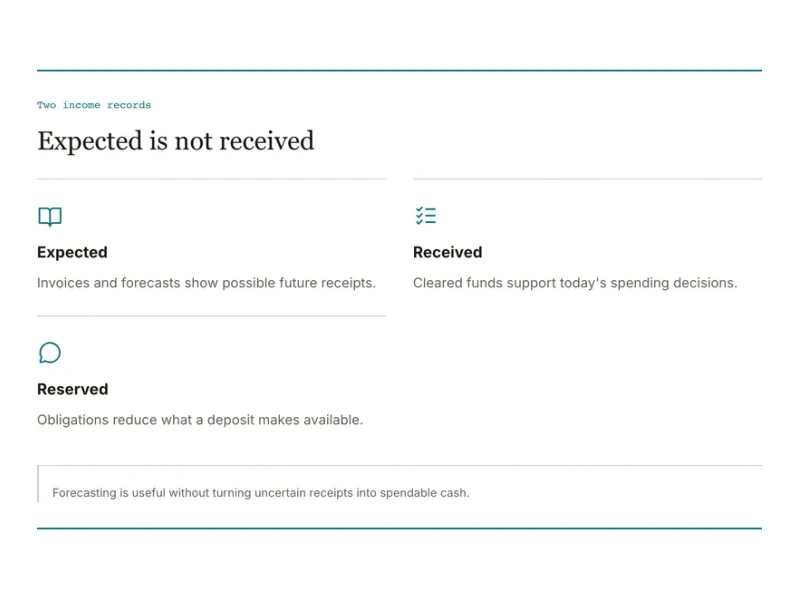 Two income records
Expected is not received
Expected
Invoices and forecasts show possible future receipts.
Received
Cleared funds support today's spending decisions.
Reserved
Obligations reduce what a deposit makes available.
Forecasting is useful without turning uncertain receipts into spendable cash.